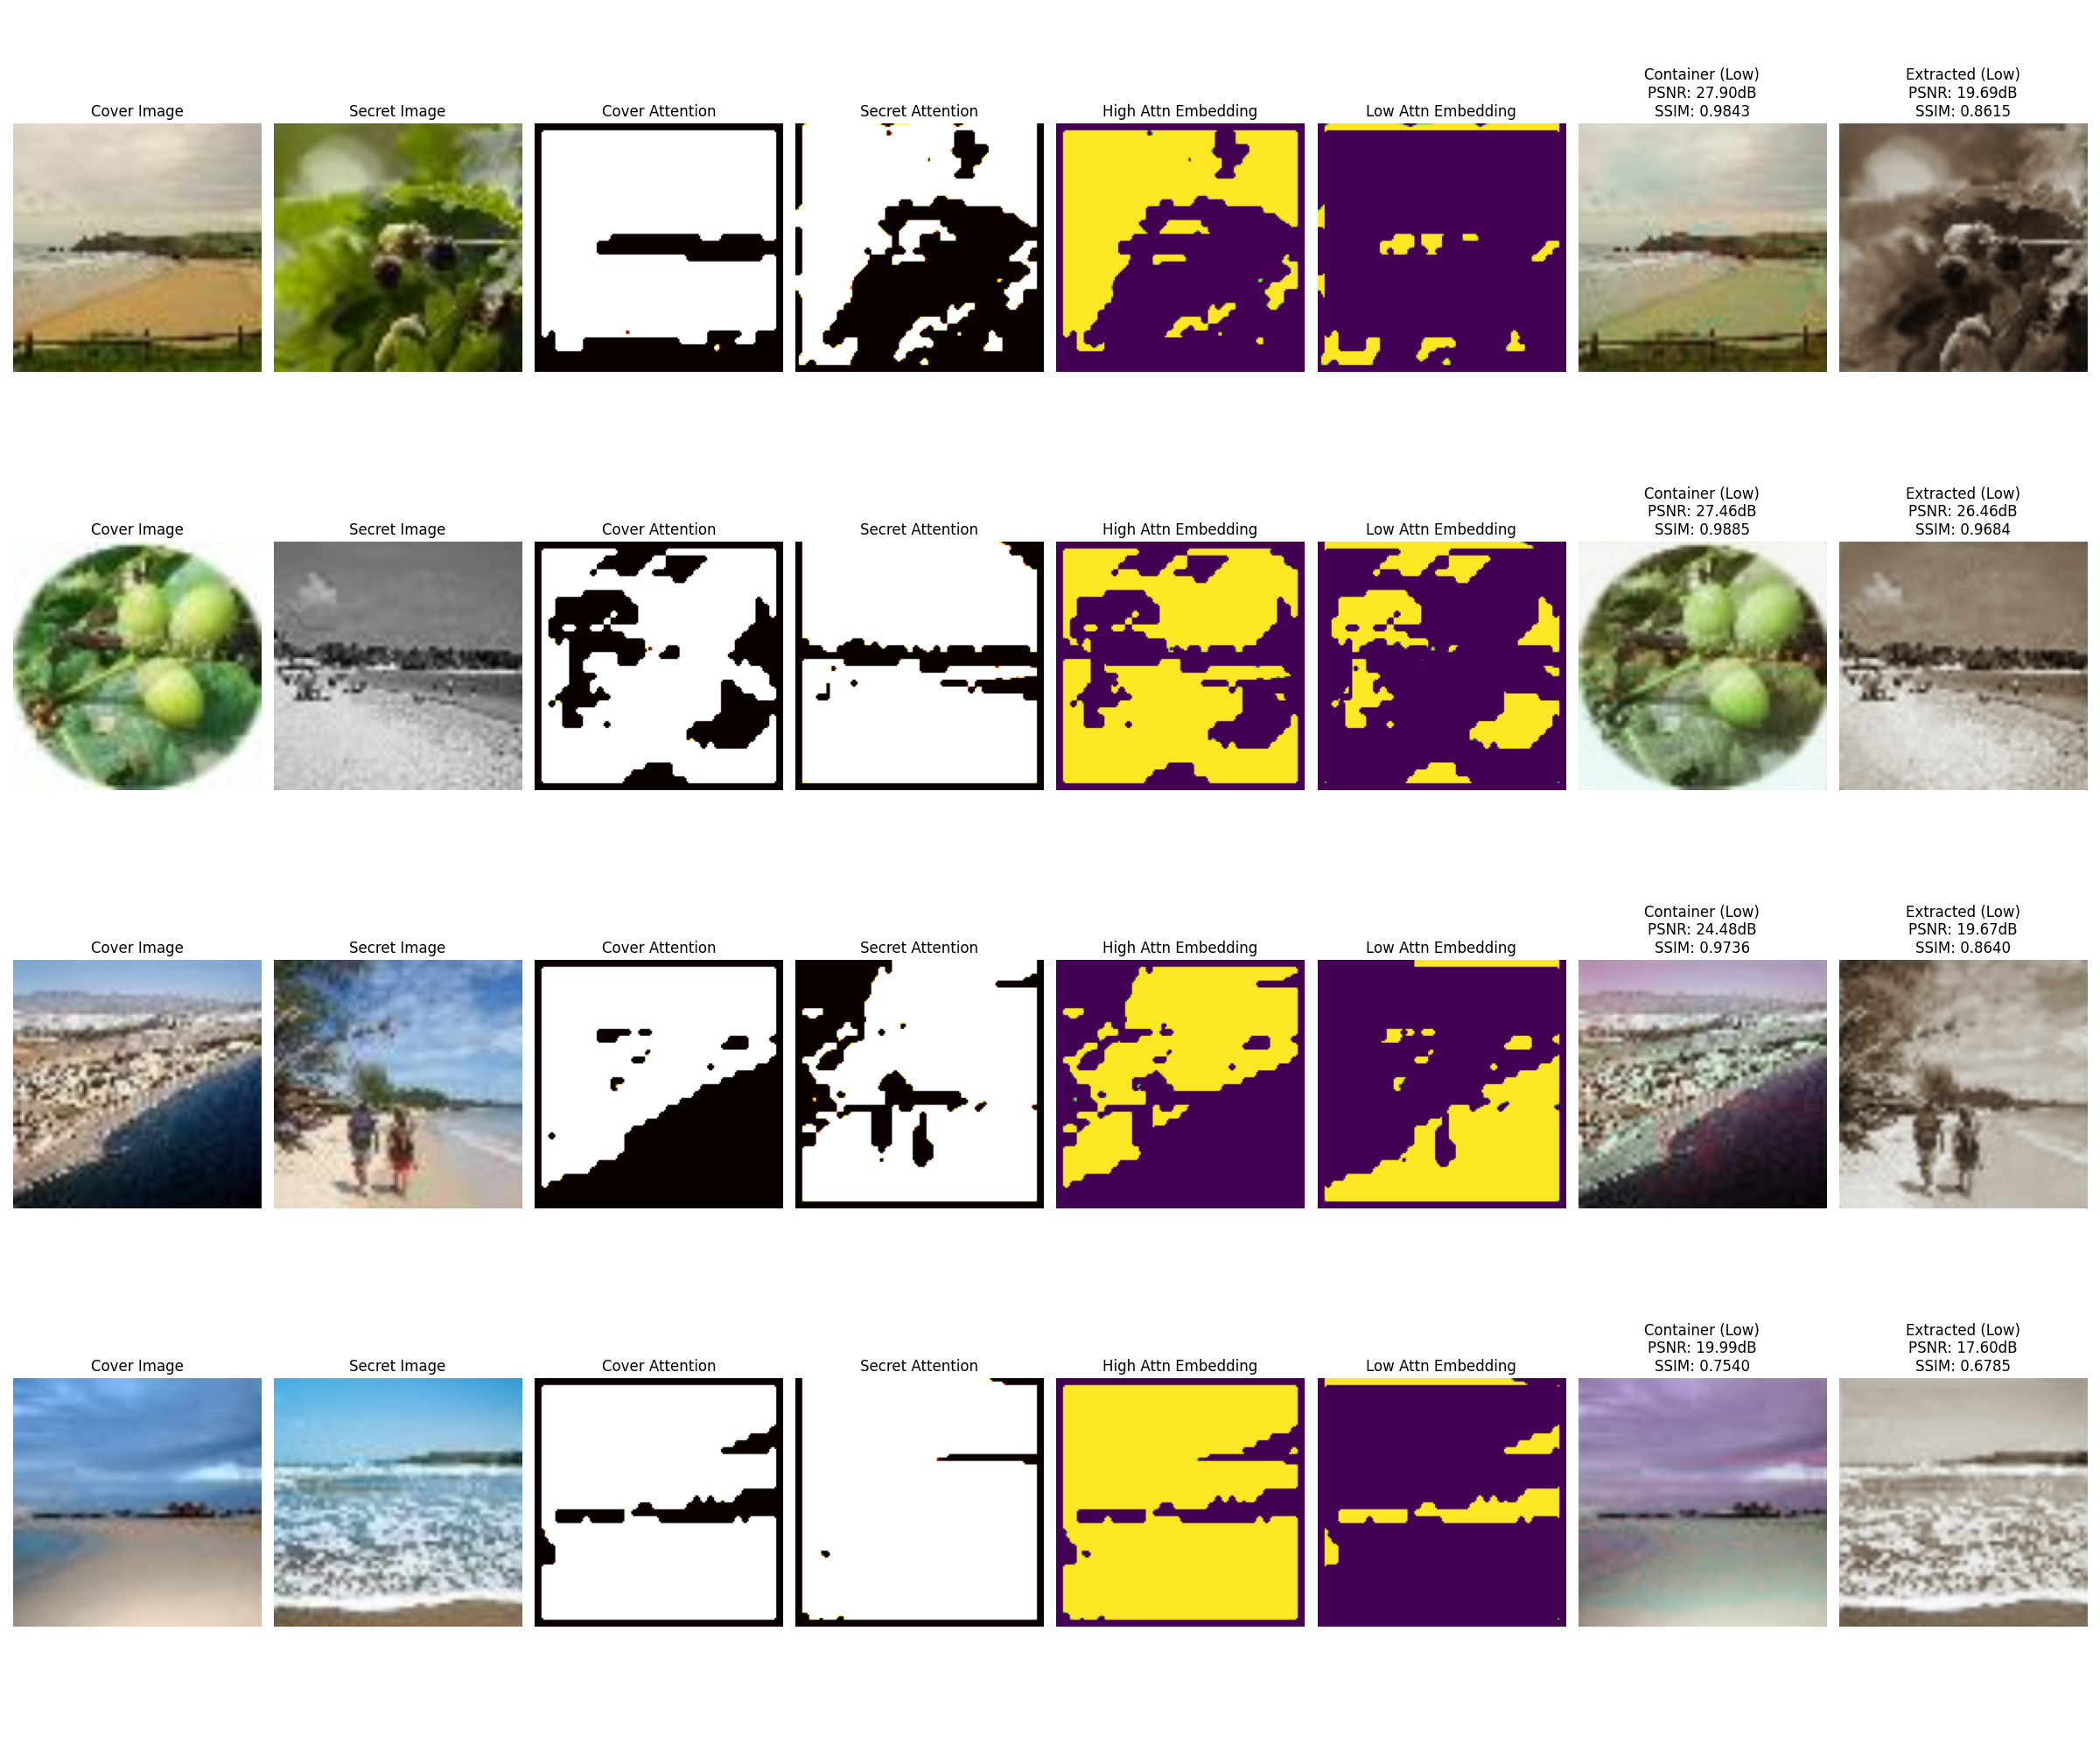 Cover Image
Secret Image
Cover Attention
Secret Attention
High Attn Embedding
Low Attn Embedding
Container (Low)
PSNR: 27.90dB
SSIM: 0.9843
Extracted (Low)
PSNR: 19.69dB
SSIM: 0.8615
Cover Image
Secret Image
Cover Attention
Secret Attention
High Attn Embedding
Low Attn Embedding
Container (Low)
PSNR: 27.46dB
SSIM: 0.9885
Extracted (Low)
PSNR: 26.46dB
SSIM: 0.9684
Cover Image
Secret Image
Cover Attention
Secret Attention
High Attn Embedding
Low Attn Embedding
Container (Low)
PSNR: 24.48dB
SSIM: 0.9736
Extracted (Low)
PSNR: 19.67dB
SSIM: 0.8640
Cover Image
Secret Image
Cover Attention
Secret Attention
High Attn Embedding
Low Attn Embedding
Container (Low)
PSNR: 19.99dB
SSIM: 0.7540
Extracted (Low)
PSNR: 17.60dB
SSIM: 0.6785